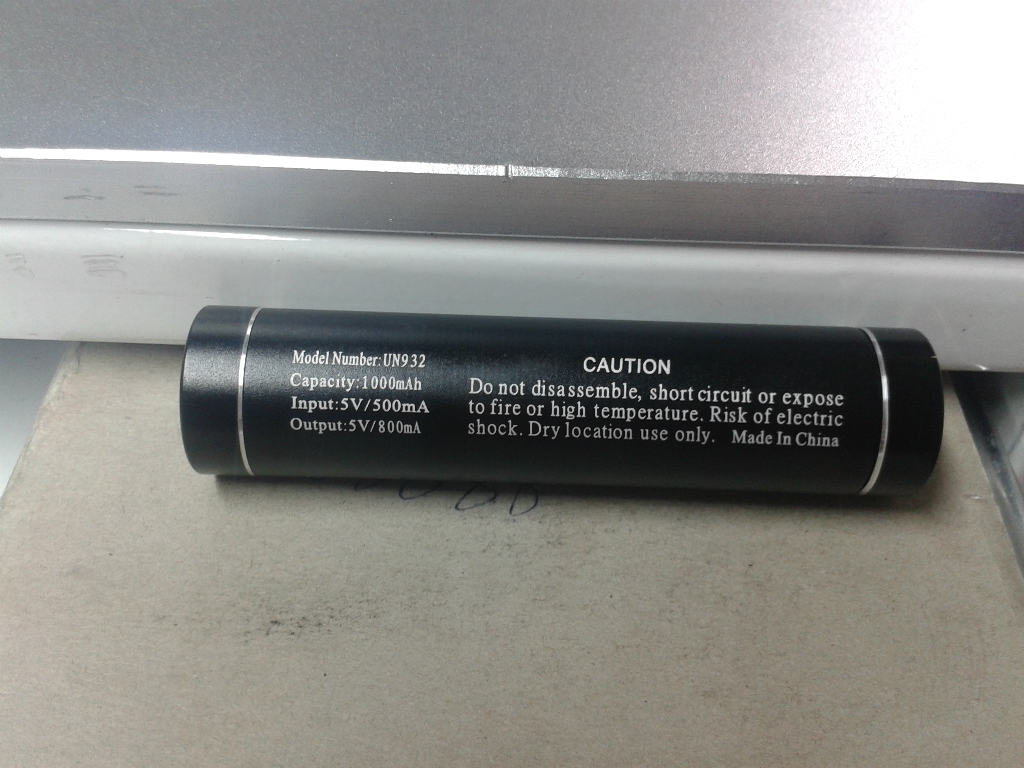 Model Number: UN932
Capacity:1000mAh
Input:5V/500mA
Output:5V/800mA
CAUTION
Do not disassemble, short circuit or expose
to fire or high temperature. Risk of electric
shock. Dry location use only. Made In China